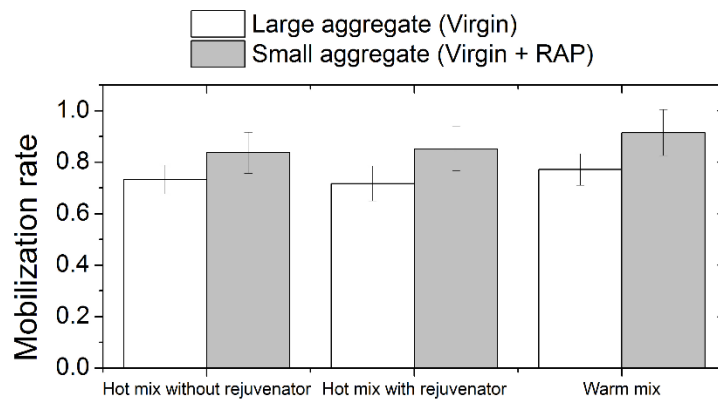 Large aggregate (Virgin)
Small aggregate (Virgin + RAP)
Mobilization rate
1.0
0.8
0.6
0.4
0.2
0.0
Hot mix without rejuvenator Hot mix with rejuvenator Warm mix